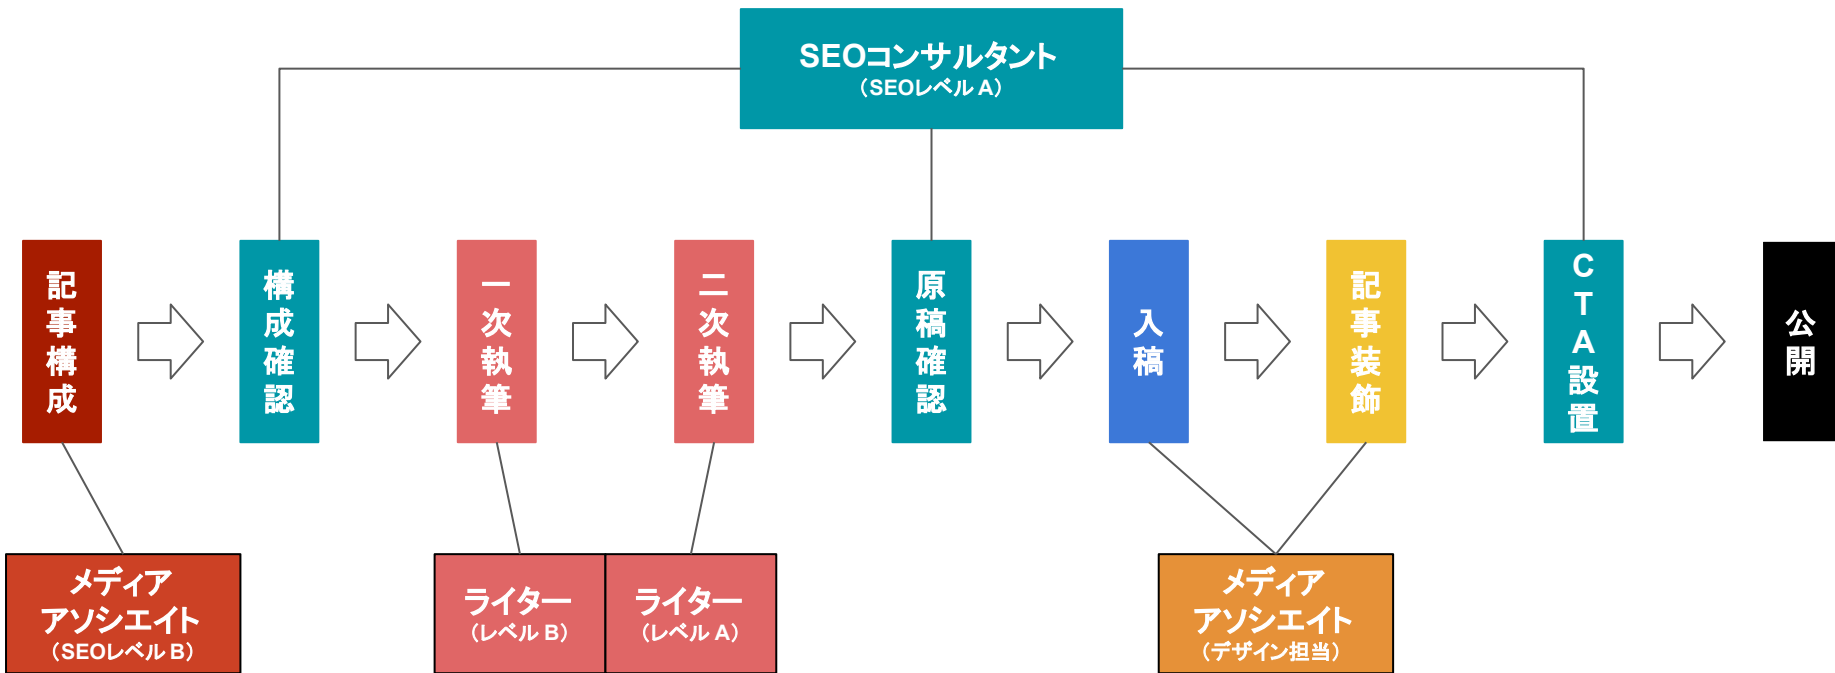 SEOコンサルタント
（SEOレベル A）
記事構成
構成確認
一次執筆
二次執筆
原稿確認
入稿
記事装飾
CTA設置
公開
メディア
アソシエイト
（SEOレベル B）
ライター
（レベル B）
ライター
（レベル A）
メディア
アソシエイト
（デザイン担当）